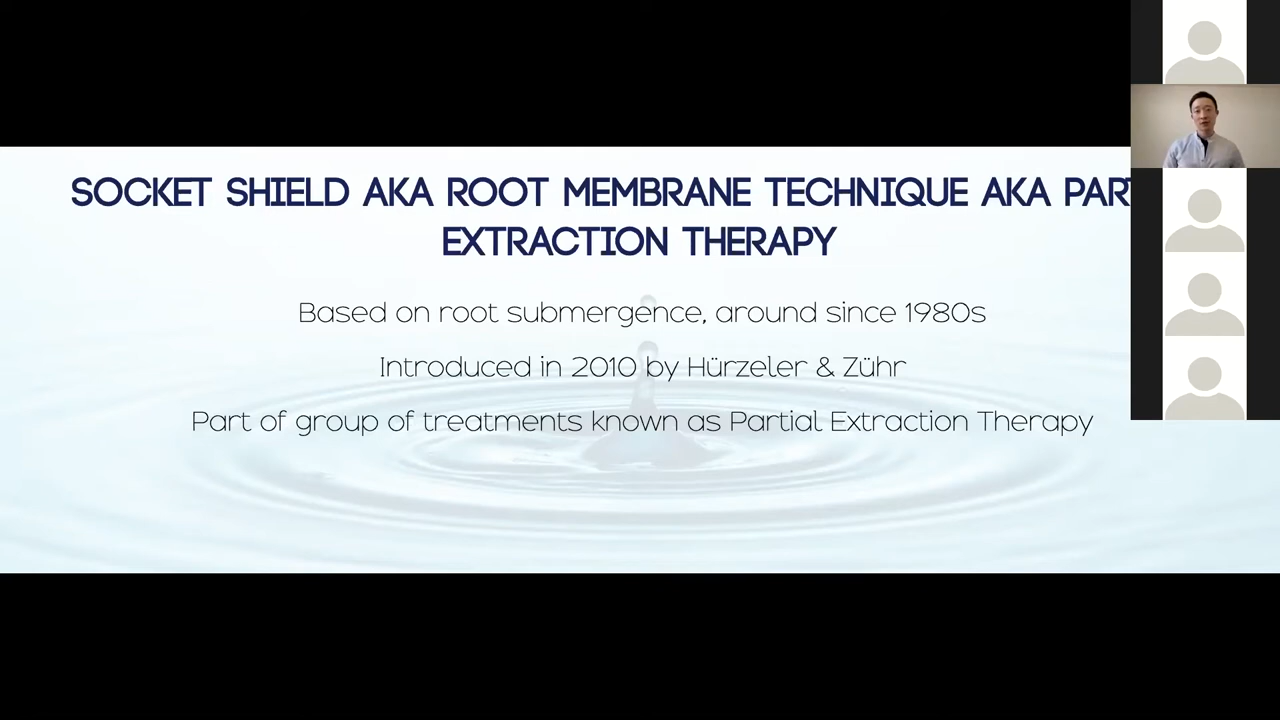 SOCKET SHIELD AKA ROOT MEMBRANE TECHNIQUE AKA
EXTRACTION THERAPY
Based on root submergence, around since 1980s
Introduced in 2010 by Hürzeler & Zühr
Part of group of treatments known as Partial Extraction Therapy